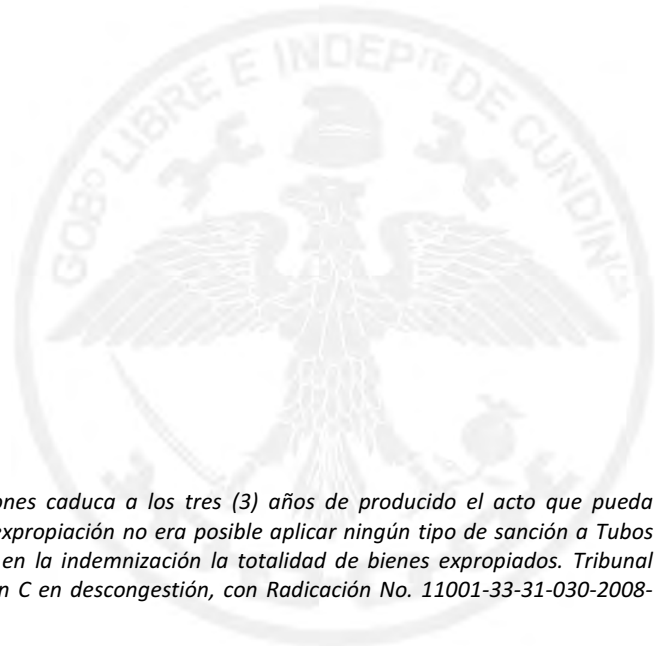 GOBº LIBRE E INDEPTE DE CUNDINCA
ones caduca a los tres (3) años de producido el acto que pueda
expropiación no era posible aplicar ningún tipo de sanción a Tubos
en la indemnización la totalidad de bienes expropiados. Tribunal
n C en descongestión, con Radicación No. 11001-33-31-030-2008-